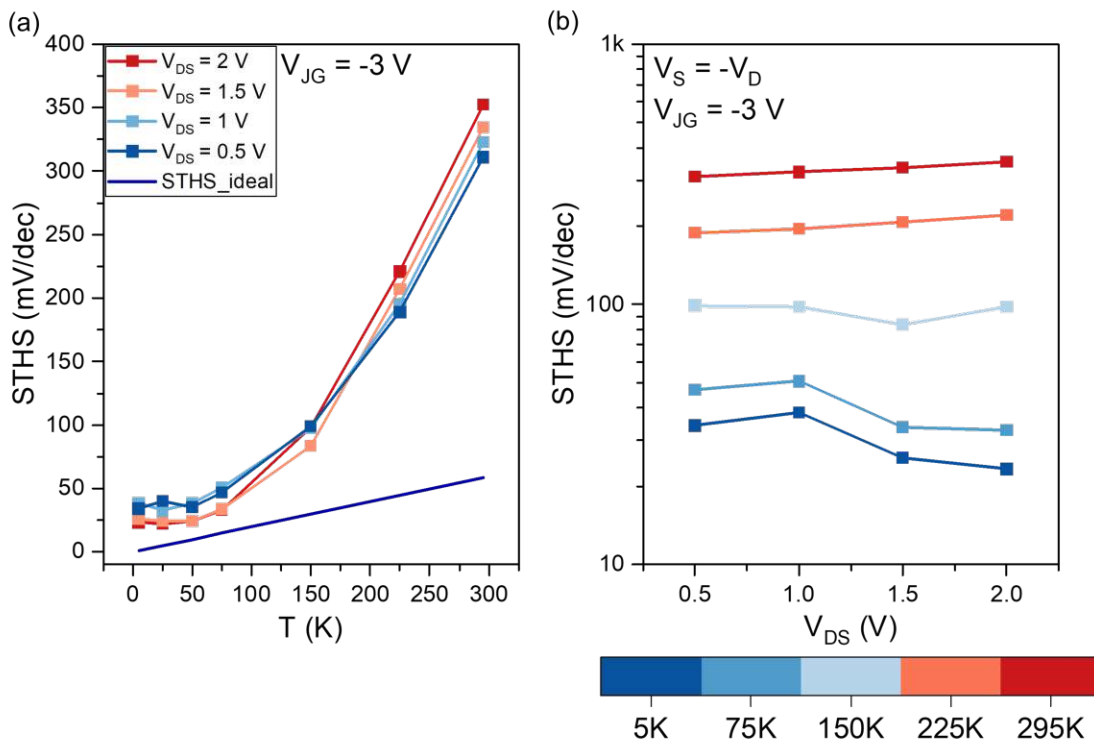 (a)
400
350
300
250
200
150
100
50
0
STHS (mV/dec)
V_DS = 2 V
V_DS = 1.5 V
V_DS = 1 V
V_DS = 0.5 V
STHS_ideal
V_JG = -3 V
0 50 100 150 200 250 300
T (K)
(b)
1k
100
10
STHS (mV/dec)
V_S = -V_D
V_JG = -3 V
0.5 1.0 1.5 2.0
V_DS (V)
5K 75K 150K 225K 295K